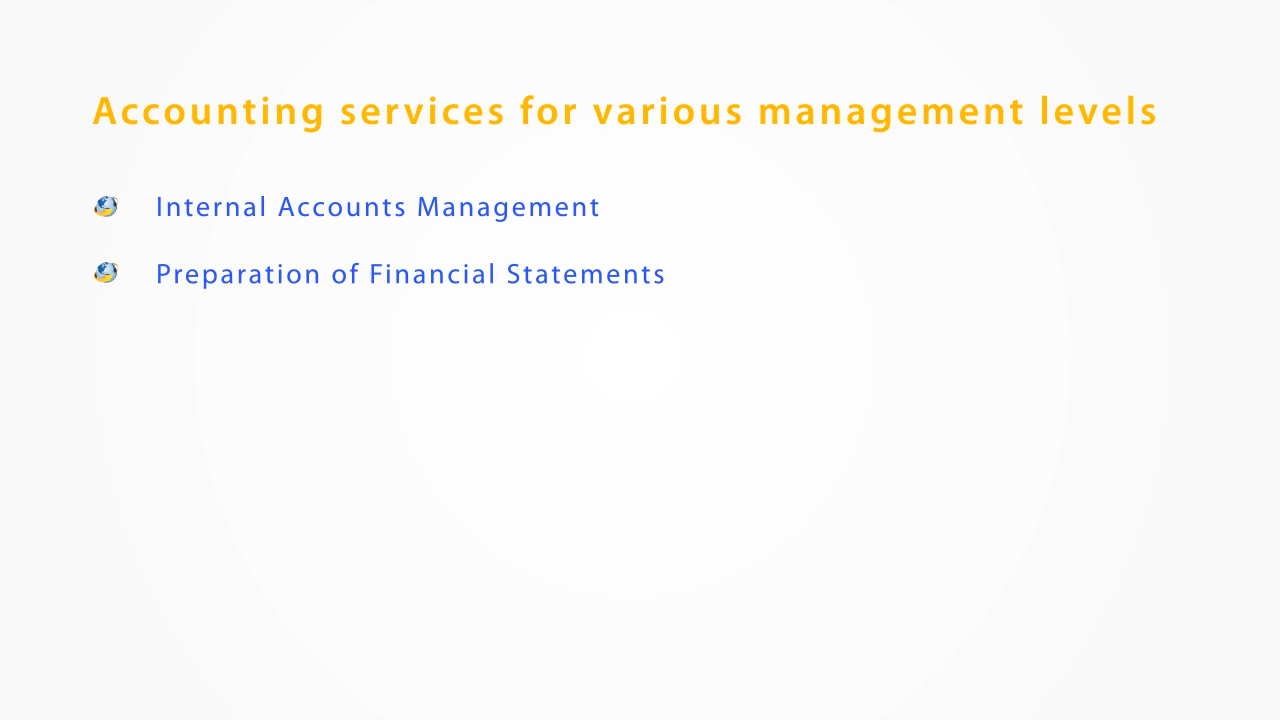 Accounting services for various management levels
Internal Accounts Management
Preparation of Financial Statements